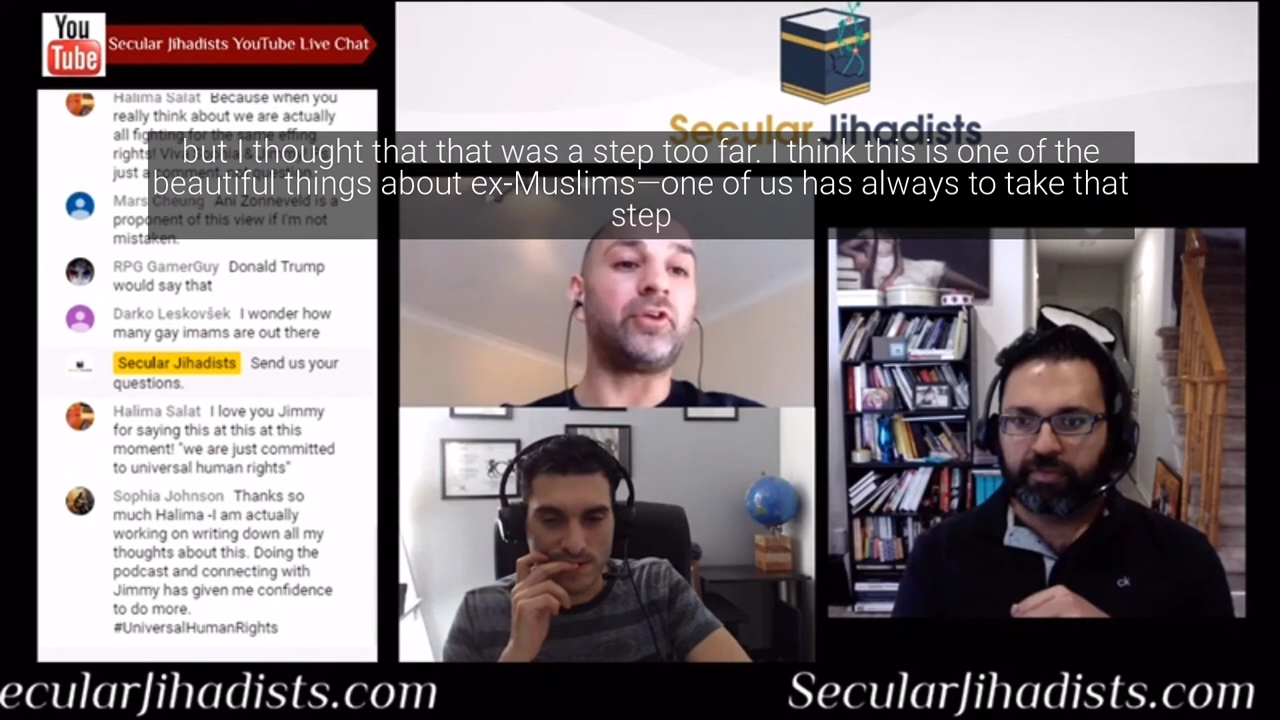 You
Tube
Secular Jihadists YouTube Live Chat
Halima Salat Because when you
really think about we are actually
all fighting for the same effing
rights!
just a
Mars Cheung Ani Zonneveld is a
proponent of this view if I'm not
mistaken.
RPG GamerGuy Donald Trump
would say that
Darko Leskovšek I wonder how
many gay imams are out there
Secular Jihadists Send us your
questions.
Halima Salat I love you Jimmy
for saying this at this at this
moment! "we are just committed
to universal human rights"
Sophia Johnson Thanks so
much Halima -I am actually
working on writing down all my
thoughts about this. Doing the
podcast and connecting with
Jimmy has given me confidence
to do more.
#UniversalHumanRights
Secular Jihadists
but I thought that that was a step too far. I think this is one of the
beautiful things about ex-Muslims—one of us has always to take that
step
ck
ecularJihadists.com
SecularJihadists.com